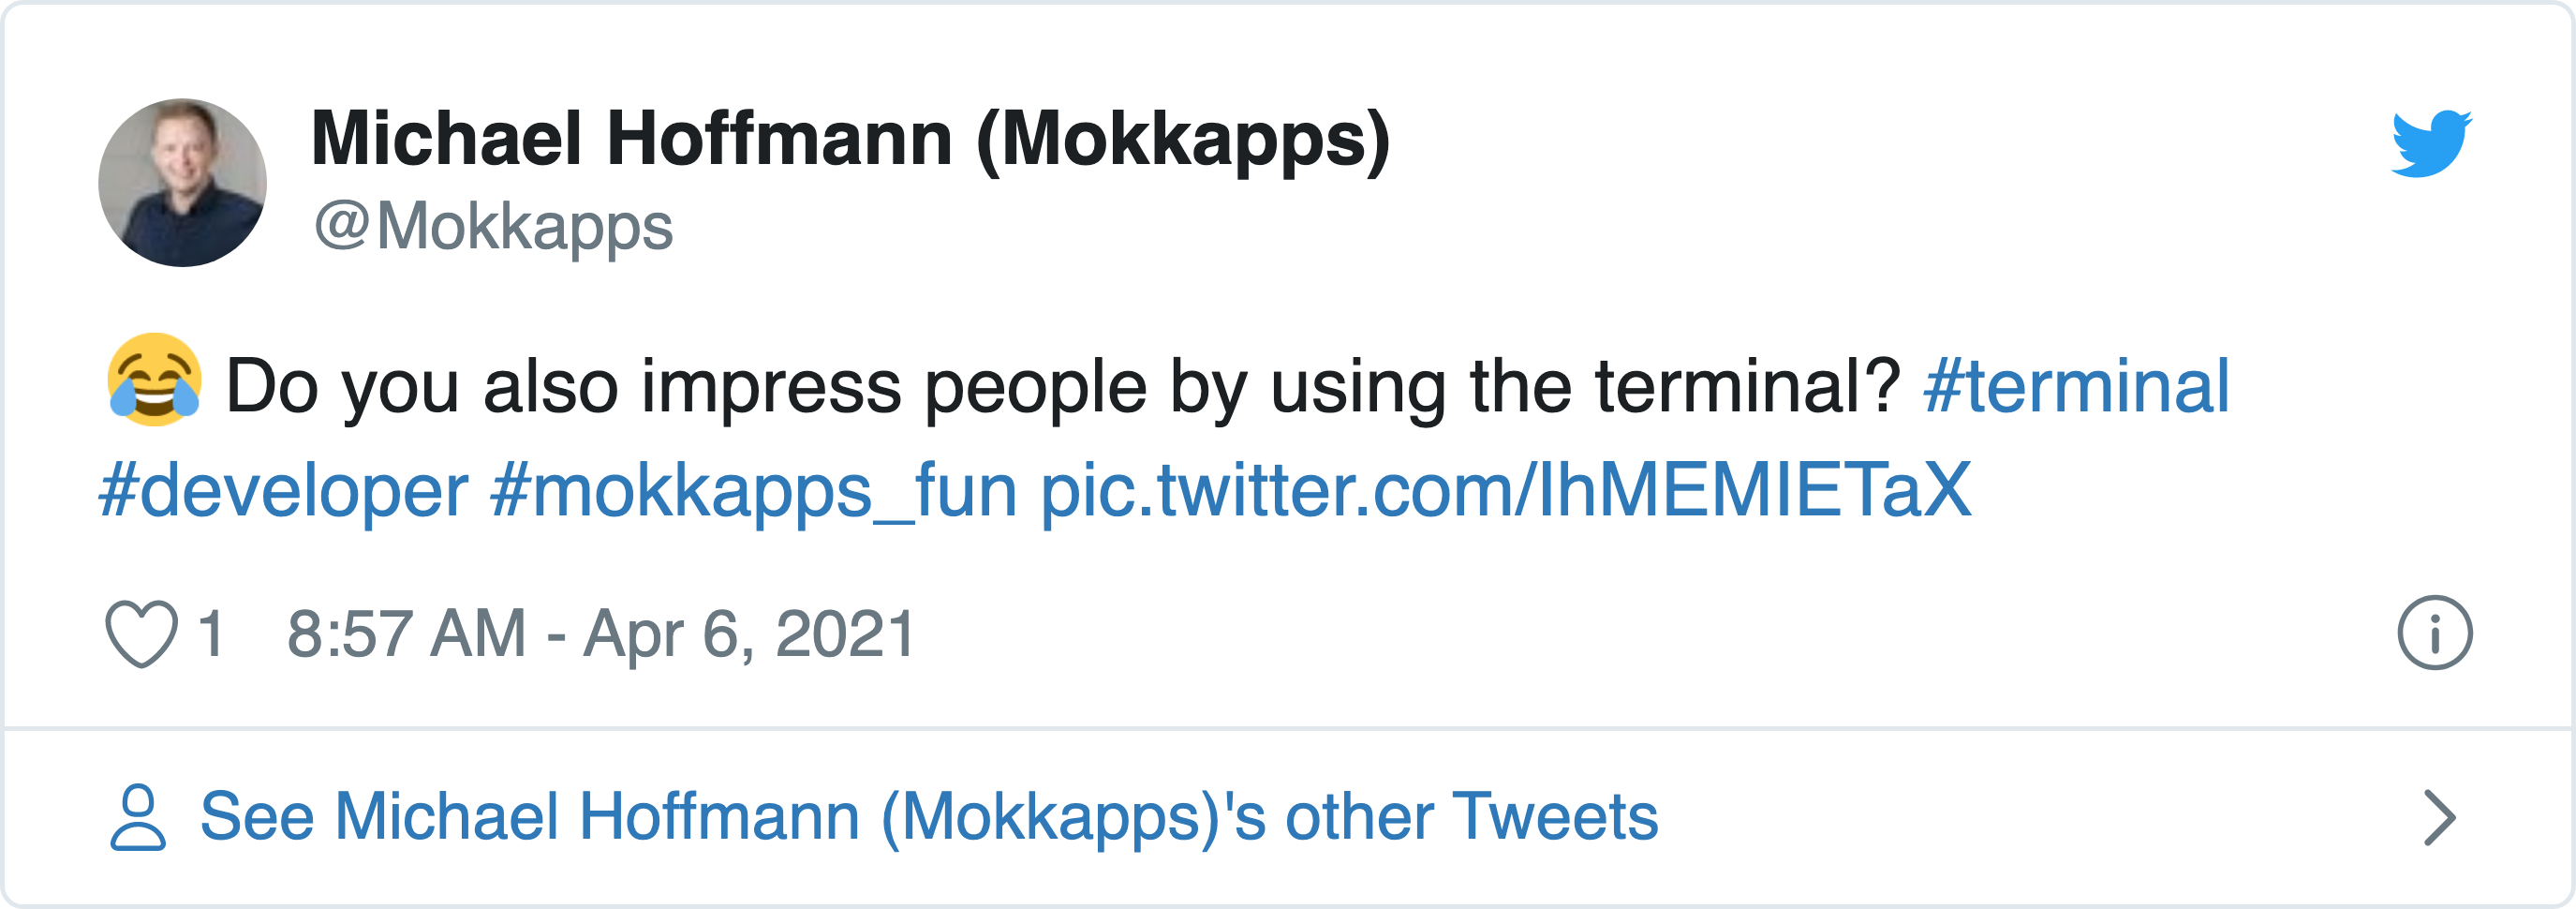 Michael Hoffmann (Mokkapps)
@Mokkapps
😂 Do you also impress people by using the terminal? #terminal
#developer #mokkapps_fun pic.twitter.com/lhMEMIETaX
1 8:57 AM - Apr 6, 2021
See Michael Hoffmann (Mokkapps)'s other Tweets